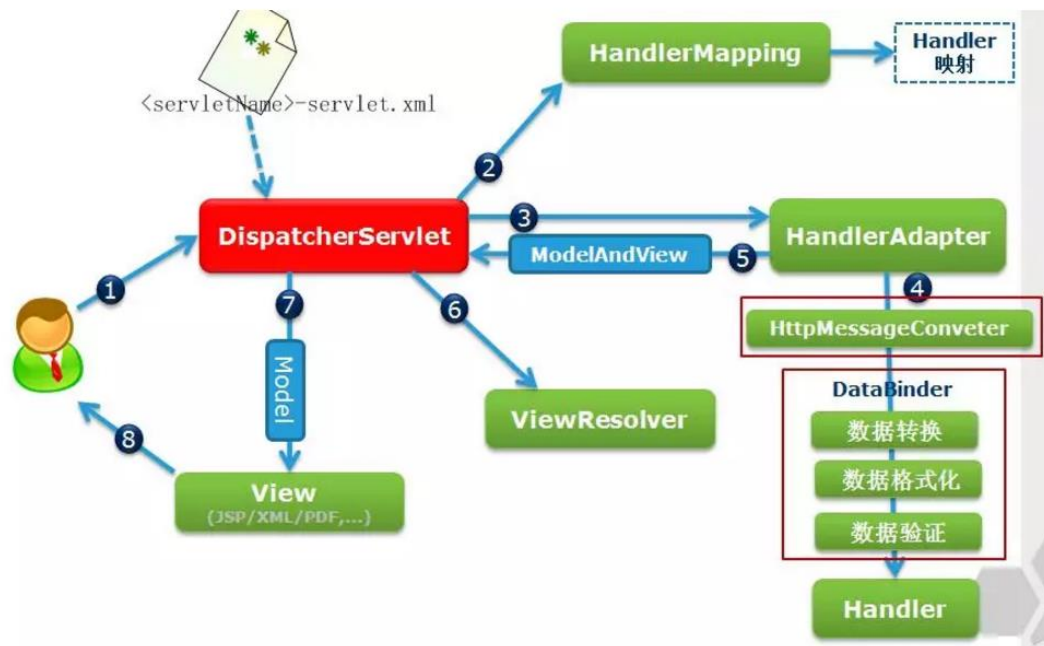 <servletName>-servlet.xml
HandlerMapping
Handler
映射
2
DispatcherServlet
3
HandlerAdapter
ModelAndView
5
1
7
6
4
HttpMessageConveter
Model
DataBinder
ViewResolver
数据转换
8
数据格式化
View
(JSP/XML/PDF,...)
数据验证
Handler